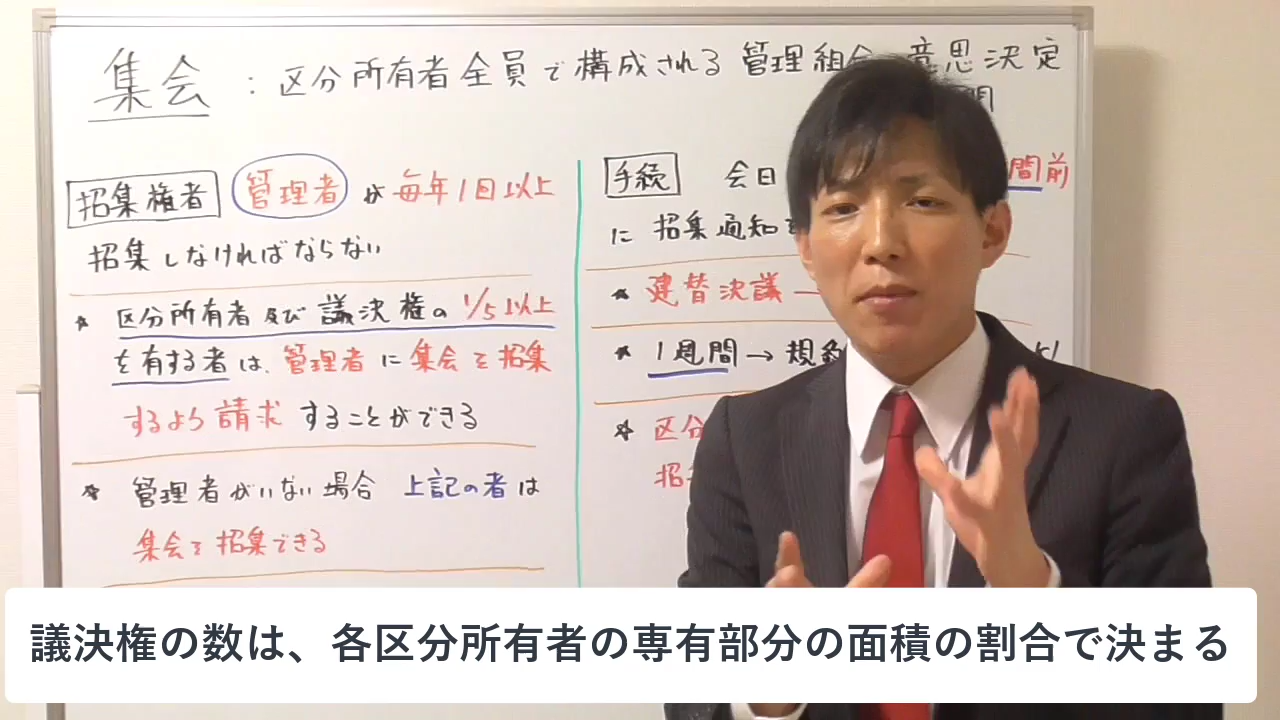 集会 : 区分所有者全員で構成される 管理組合 意思決定
招集権者 管理者 が 毎年1回以上
招集しなければならない
★ 区分所有者及び議決権の1/5以上
を有する者は、管理者に集会を招集
するよう請求することができる
★ 管理者がいない場合 上記の者は
集会を招集できる
手続 会日 間前
に 招集通知を
★ 建替決議
★ 1週間→規約
★ 区分
招
議決権の数は、各区分所有者の専有部分の面積の割合で決まる